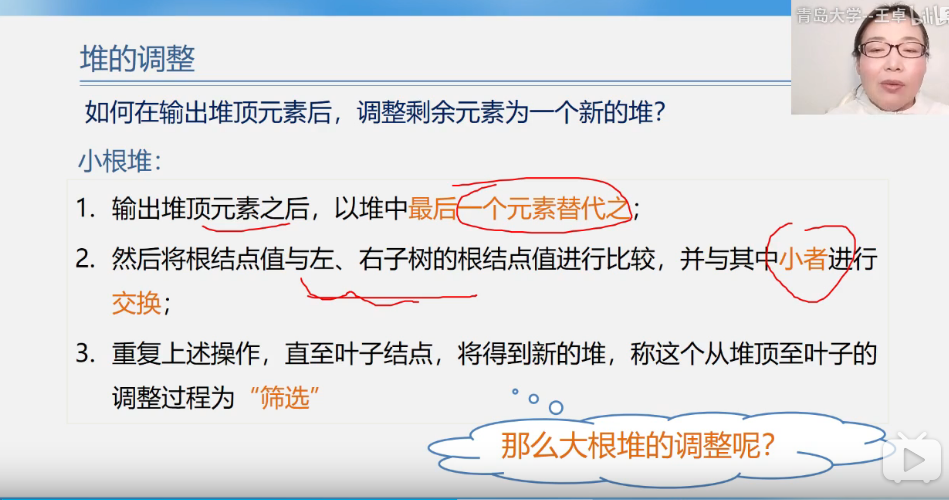 青岛大学--王卓
堆的调整
如何在输出堆顶元素后，调整剩余元素为一个新的堆？
小根堆：
1. 输出堆顶元素之后，以堆中最后一个元素替代之；
2. 然后将根结点值与左、右子树的根结点值进行比较，并与其中小者进行
交换；
3. 重复上述操作，直至叶子结点，将得到新的堆，称这个从堆顶至叶子的
调整过程为“筛选”
那么大根堆的调整呢？